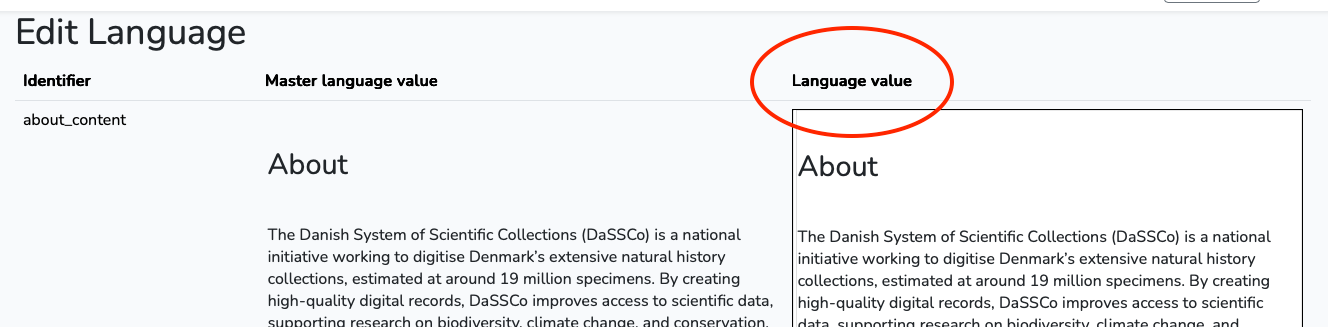 Edit Language
Identifier
Master language value
Language value
about_content
About
The Danish System of Scientific Collections (DaSSCo) is a national
initiative working to digitise Denmark's extensive natural history
collections, estimated at around 19 million specimens. By creating
high-quality digital records, DaSSCo improves access to scientific data,
supporting research on biodiversity, climate change, and conservation.
About
The Danish System of Scientific Collections (DaSSCo) is a national
initiative working to digitise Denmark's extensive natural history
collections, estimated at around 19 million specimens. By creating
high-quality digital records, DaSSCo improves access to scientific
data, supporting research on biodiversity, climate change, and